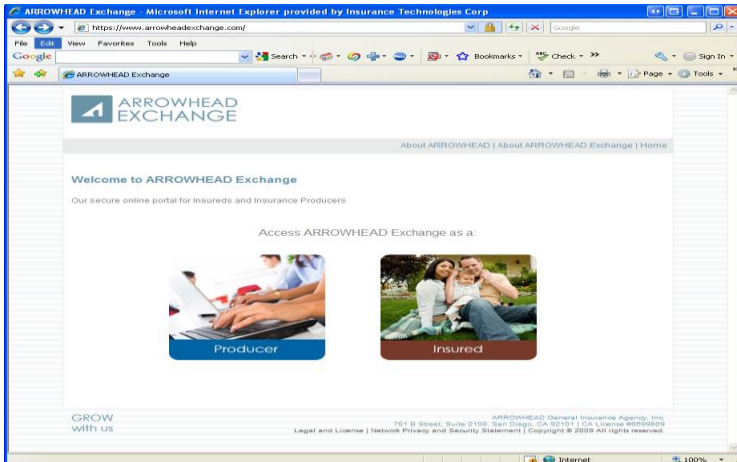 ARROWHEAD Exchange - Microsoft Internet Explorer provided by Insurance Technologies Corp
https://www.arrowheadexchange.com/
Google
File Edit View Favorites Tools Help
Google Search Bookmarks Check >> Sign In
ARROWHEAD Exchange
Page Tools
ARROWHEAD
EXCHANGE
About ARROWHEAD | About ARROWHEAD Exchange | Home
Welcome to ARROWHEAD Exchange
Our secure online portal for Insureds and Insurance Producers
Access ARROWHEAD Exchange as a:
Producer
Insured
GROW
with us
ARROWHEAD General Insurance Agency, Inc.
701 B Street, Suite 2100, San Diego, CA 92101 | CA License #0699809
Legal and License | Network Privacy and Security Statement | Copyright © 2009 All rights reserved.
Internet
100%